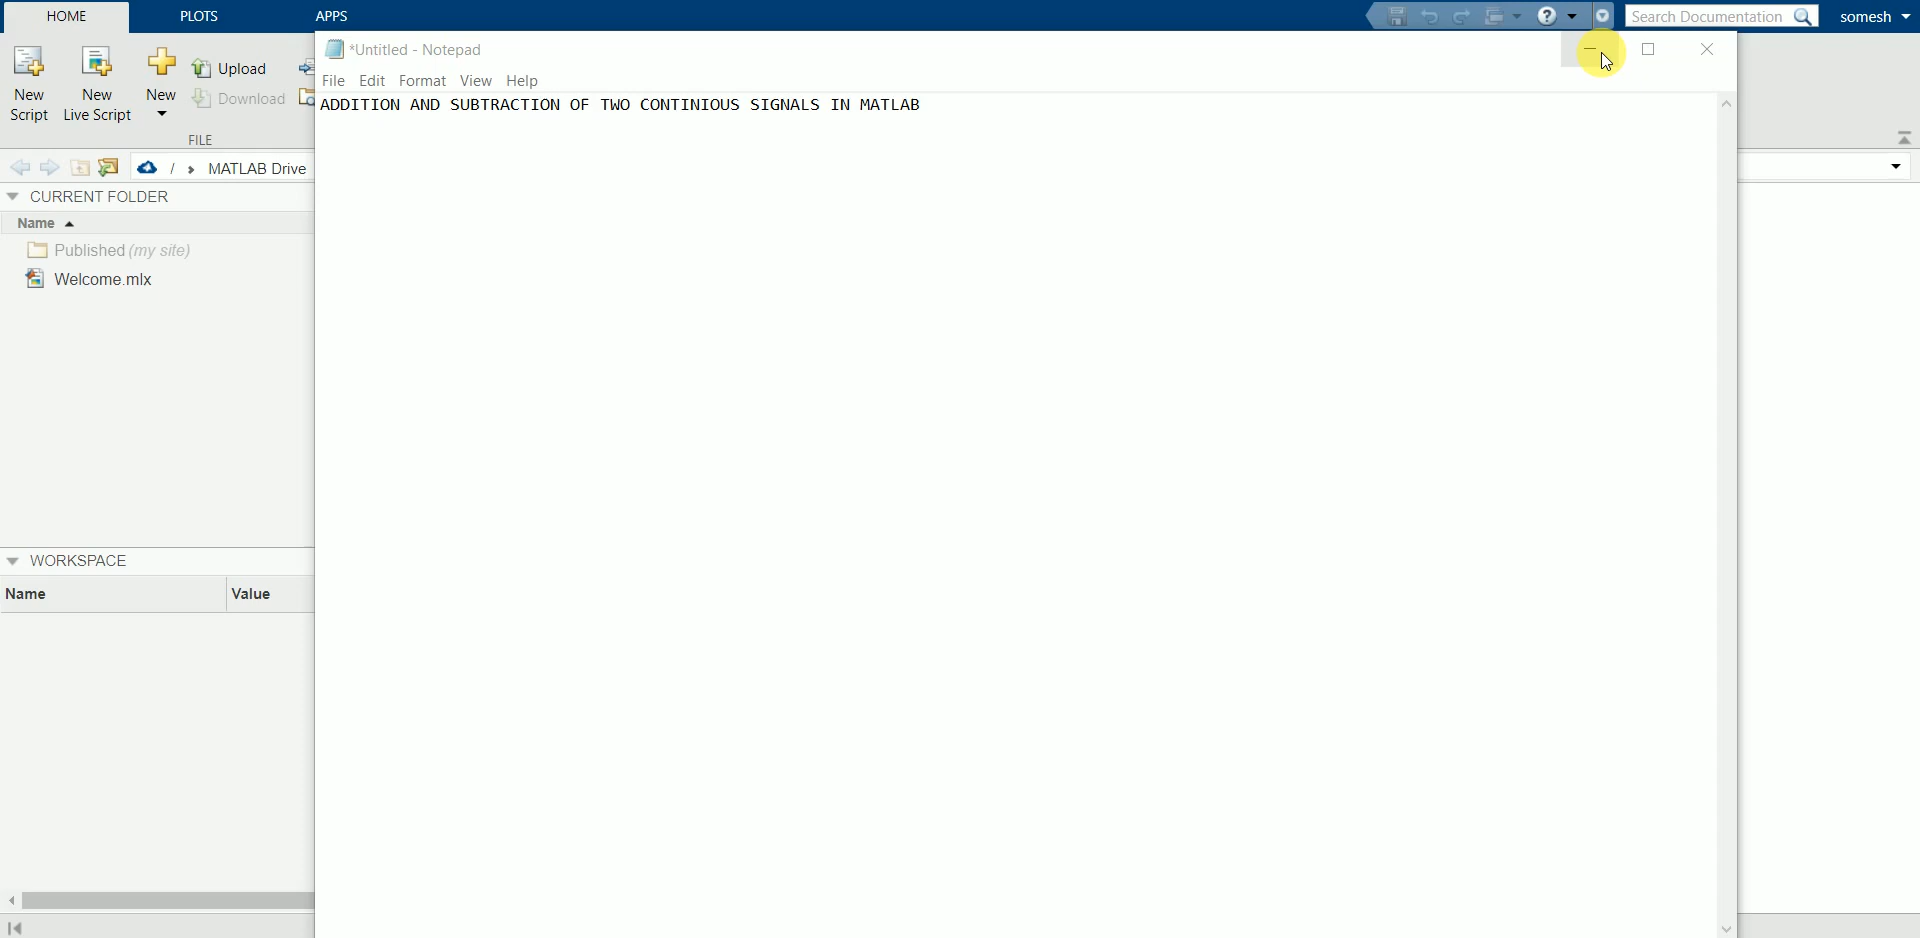 HOME PLOTS APPS
Search Documentation somesh
*Untitled - Notepad
File Edit Format View Help
ADDITION AND SUBTRACTION OF TWO CONTINIOUS SIGNALS IN MATLAB
New Script
New Live Script
New
Upload
Download
FILE
/ MATLAB Drive
CURRENT FOLDER
Name
Published (my site)
Welcome.mlx
WORKSPACE
Name Value